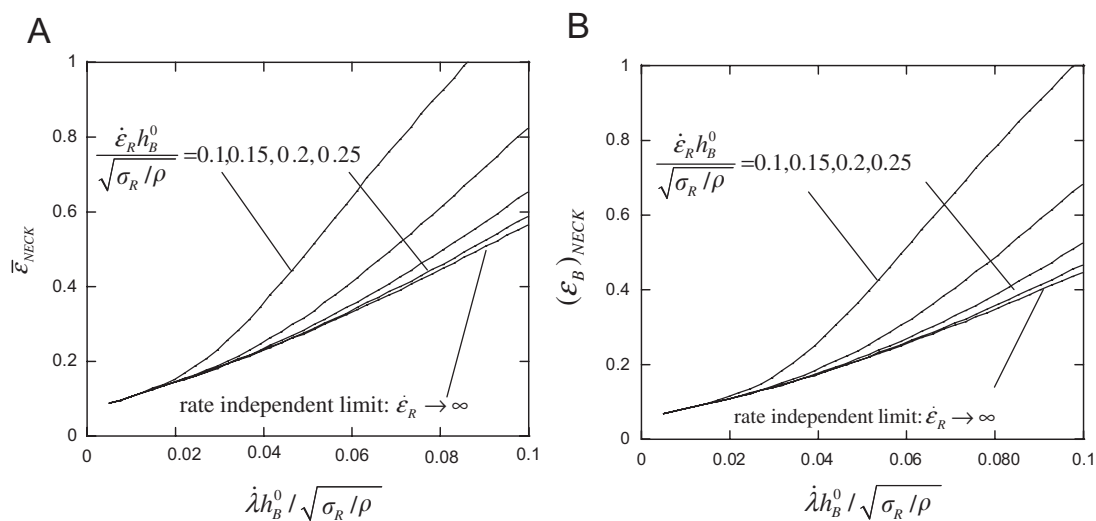 A
1
0.8
0.6
0.4
0.2
0
ε̇_R h_B^0 / √(σ_R/ρ) =0.1,0.15,0.2,0.25
ε̄_NECK
rate independent limit: ε̇_R → ∞
0 0.02 0.04 0.06 0.08 0.1
λ̇h_B^0 / √(σ_R/ρ)
B
1
0.8
0.6
0.4
0.2
0
ε̇_R h_B^0 / √(σ_R/ρ) =0.1,0.15,0.2,0.25
(ε_B)_NECK
rate independent limit: ε̇_R → ∞
0 0.02 0.04 0.06 0.08 0.1
λ̇h_B^0 / √(σ_R/ρ)